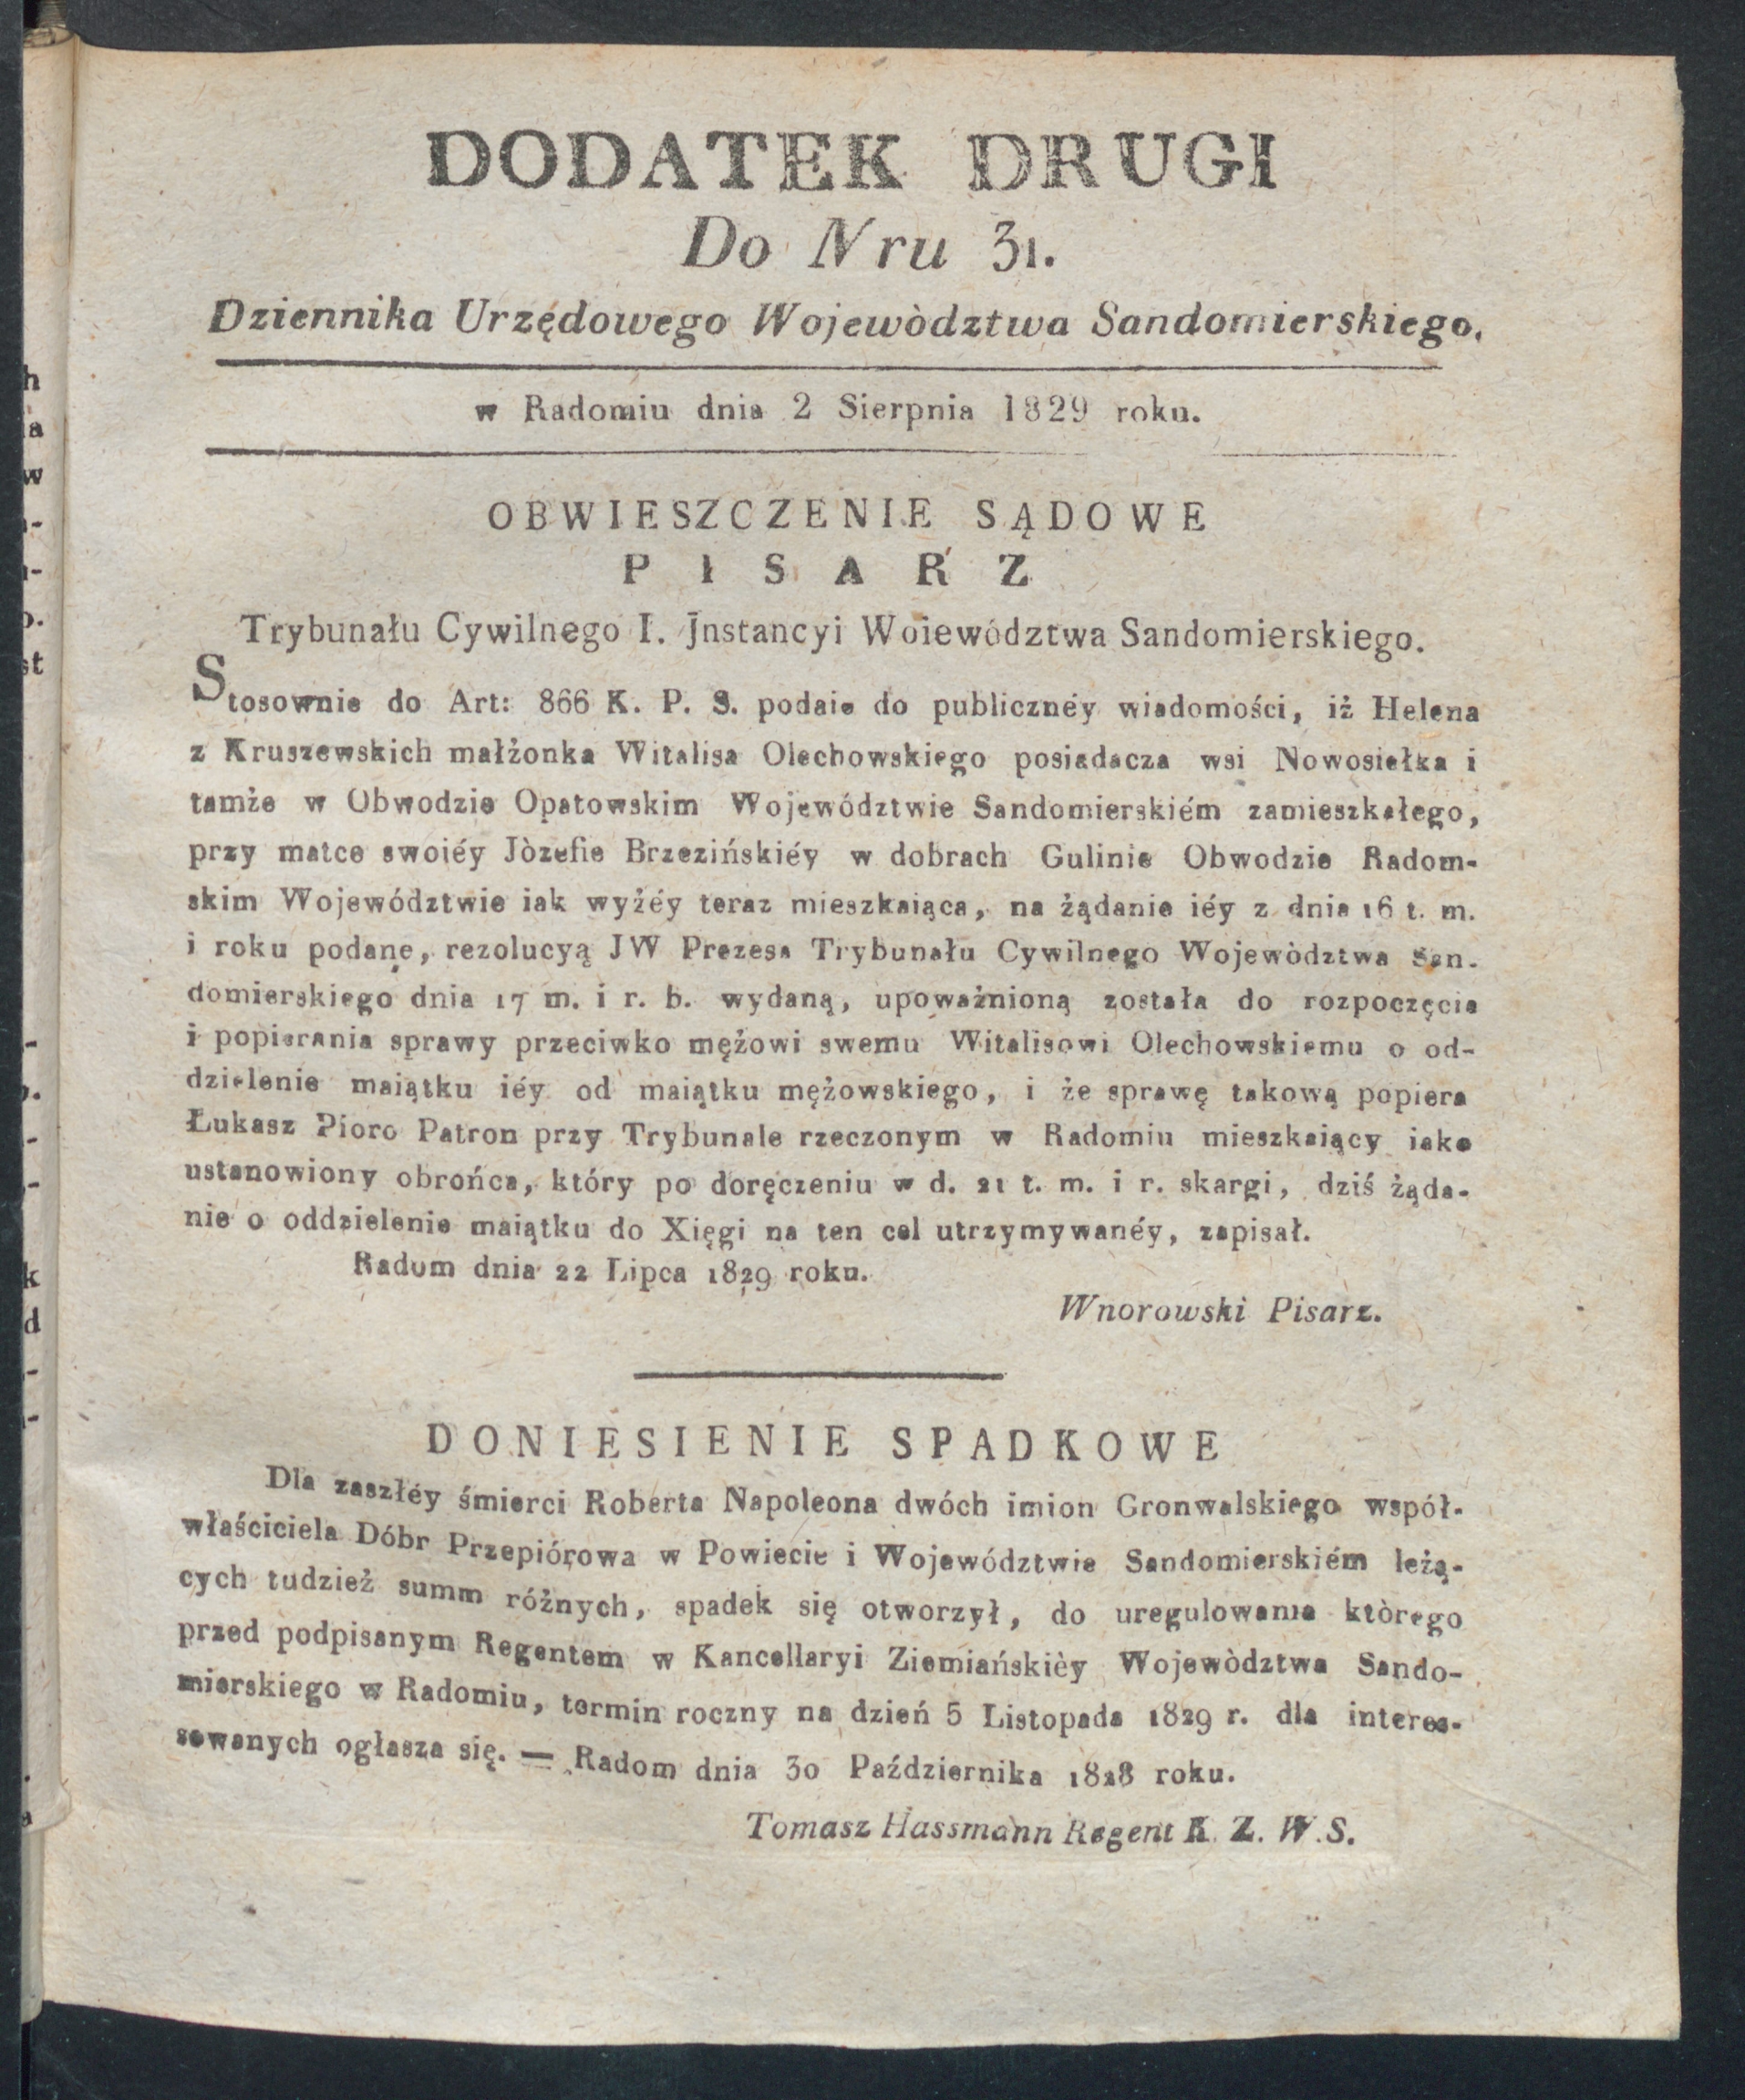 DODATEK DRUGI
Do Nru 31.
Dziennika Urzędowego Wojewòdztwa Sandomierskiego.
w Radomiu dnia 2 Sierpnia 1829 roku.
OBWIESZCZENIE SĄDOWE
PISARZ
Trybunału Cywilnego I. Jnstancyi Woiewództwa Sandomierskiego.
Stosownie do Art: 866 K. P. S. podaie do publicznéy wiadomości, iż Helena
z Kruszewskich małżonka Witalisa Olechowskiego posiadacza wsi Nowosiełka i
tamże w Obwodzie Opatowskim Województwie Sandomierskiém zamieszkałego,
przy matce swoiéy Jòzefie Brzezińskiéy w dobrach Gulinie Obwodzie Radom-
skim Województwie iak wyżéy teraz mieszkaiąca, na żądanie iéy z dnia 16 t. m.
i roku podane, rezolucyą JW Prezesa Trybunału Cywilnego Wojewòdztwa San-
domierskiego dnia 17 m. i r. b. wydaną, upoważnioną została do rozpoczęcia
i popierania sprawy przeciwko mężowi swemu Witalisowi Olechowskiemu o od-
dzielenie maiątku iéy od maiątku mężowskiego, i że sprawę takową popiera
Łukasz Pioro Patron przy Trybunale rzeczonym w Radomiu mieszkaiący iako
ustanowiony obrońca, który po doręczeniu w d. 21 t. m. i r. skargi, dziś żąda-
nie o oddzielenie maiątku do Xięgi na ten cel utrzymywanéy, zapisał.
Radom dnia 22 Lipca 1829 roku.
Wnorowski Pisarz.
DONIESIENIE SPADKOWE
Dla zaszłéy śmierci Roberta Napoleona dwóch imion Gronwalskiego współ-
właściciela Dóbr Przepiórowa w Powiecie i Województwie Sandomierskiém leżą-
cych tudzież summ różnych, spadek się otworzył, do uregulowania ktòrego
przed podpisanym Regentem w Kancellaryi Ziemiańskièy Wojewòdztwa Sando-
mierskiego w Radomiu, termin roczny na dzień 5 Listopada 1829 r. dla interes-
sowanych ogłasza się. — Radom dnia 30 Października 1828 roku.
Tomasz Hassmann Regent K. Z. W. S.